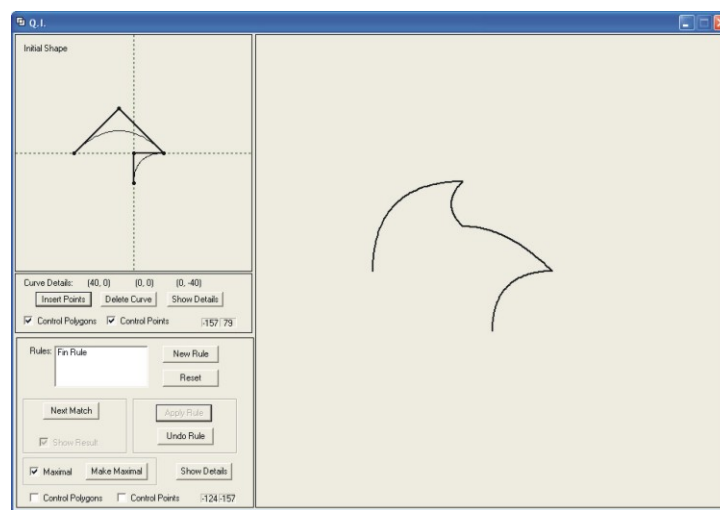 Q.I.
Initial Shape
Curve Details: (40, 0) (0, 0) (0, -40)
Insert Points Delete Curve Show Details
Control Polygons Control Points -157 79
Rules: Fin Rule New Rule
Reset
Next Match Apply Rule
Show Result Undo Rule
Maximal Make Maximal Show Details
Control Polygons Control Points -124 -157